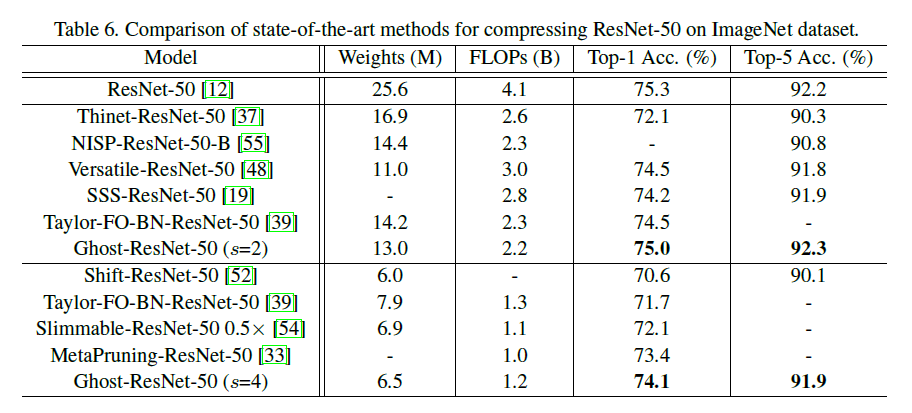 Table 6. Comparison of state-of-the-art methods for compressing ResNet-50 on ImageNet dataset.
Model Weights (M) FLOPs (B) Top-1 Acc. (%) Top-5 Acc. (%)
ResNet-50 [12] 25.6 4.1 75.3 92.2
Thinet-ResNet-50 [37] 16.9 2.6 72.1 90.3
NISP-ResNet-50-B [55] 14.4 2.3 - 90.8
Versatile-ResNet-50 [48] 11.0 3.0 74.5 91.8
SSS-ResNet-50 [19] - 2.8 74.2 91.9
Taylor-FO-BN-ResNet-50 [39] 14.2 2.3 74.5 -
Ghost-ResNet-50 (s=2) 13.0 2.2 75.0 92.3
Shift-ResNet-50 [52] 6.0 - 70.6 90.1
Taylor-FO-BN-ResNet-50 [39] 7.9 1.3 71.7 -
Slimmable-ResNet-50 0.5× [54] 6.9 1.1 72.1 -
MetaPruning-ResNet-50 [33] - 1.0 73.4 -
Ghost-ResNet-50 (s=4) 6.5 1.2 74.1 91.9